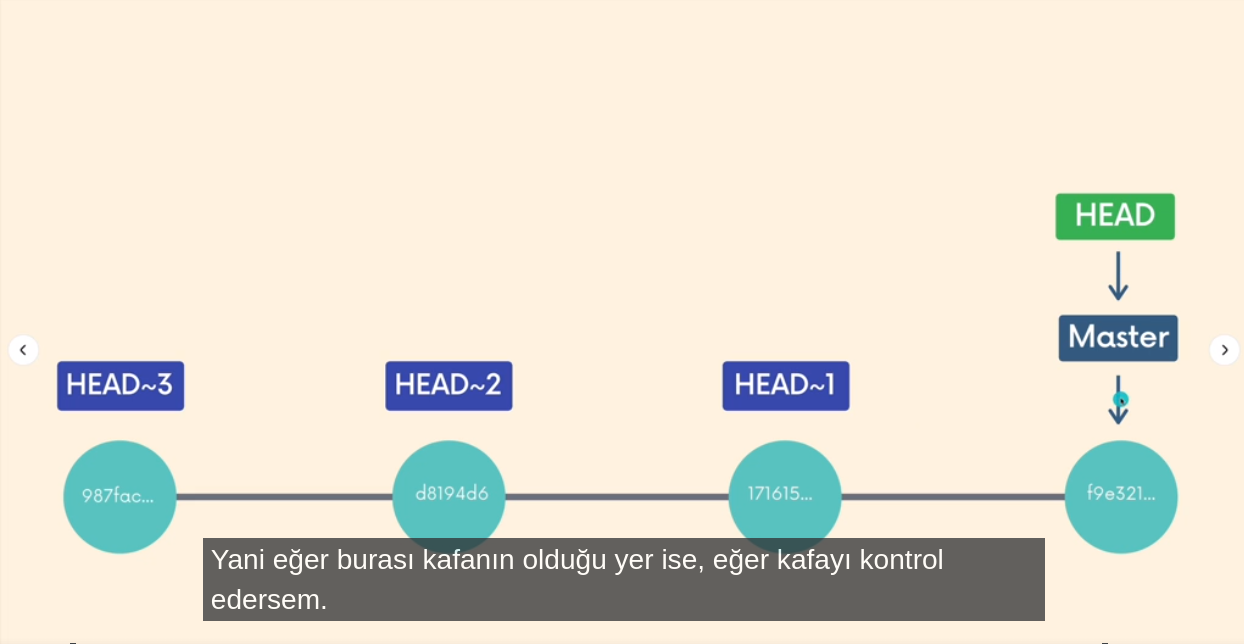 HEAD
Master
HEAD~3
HEAD~2
HEAD~1
987fac...
d8194d6
171615...
f9e321...
Yani eğer burası kafanın olduğu yer ise, eğer kafayı kontrol
edersem.